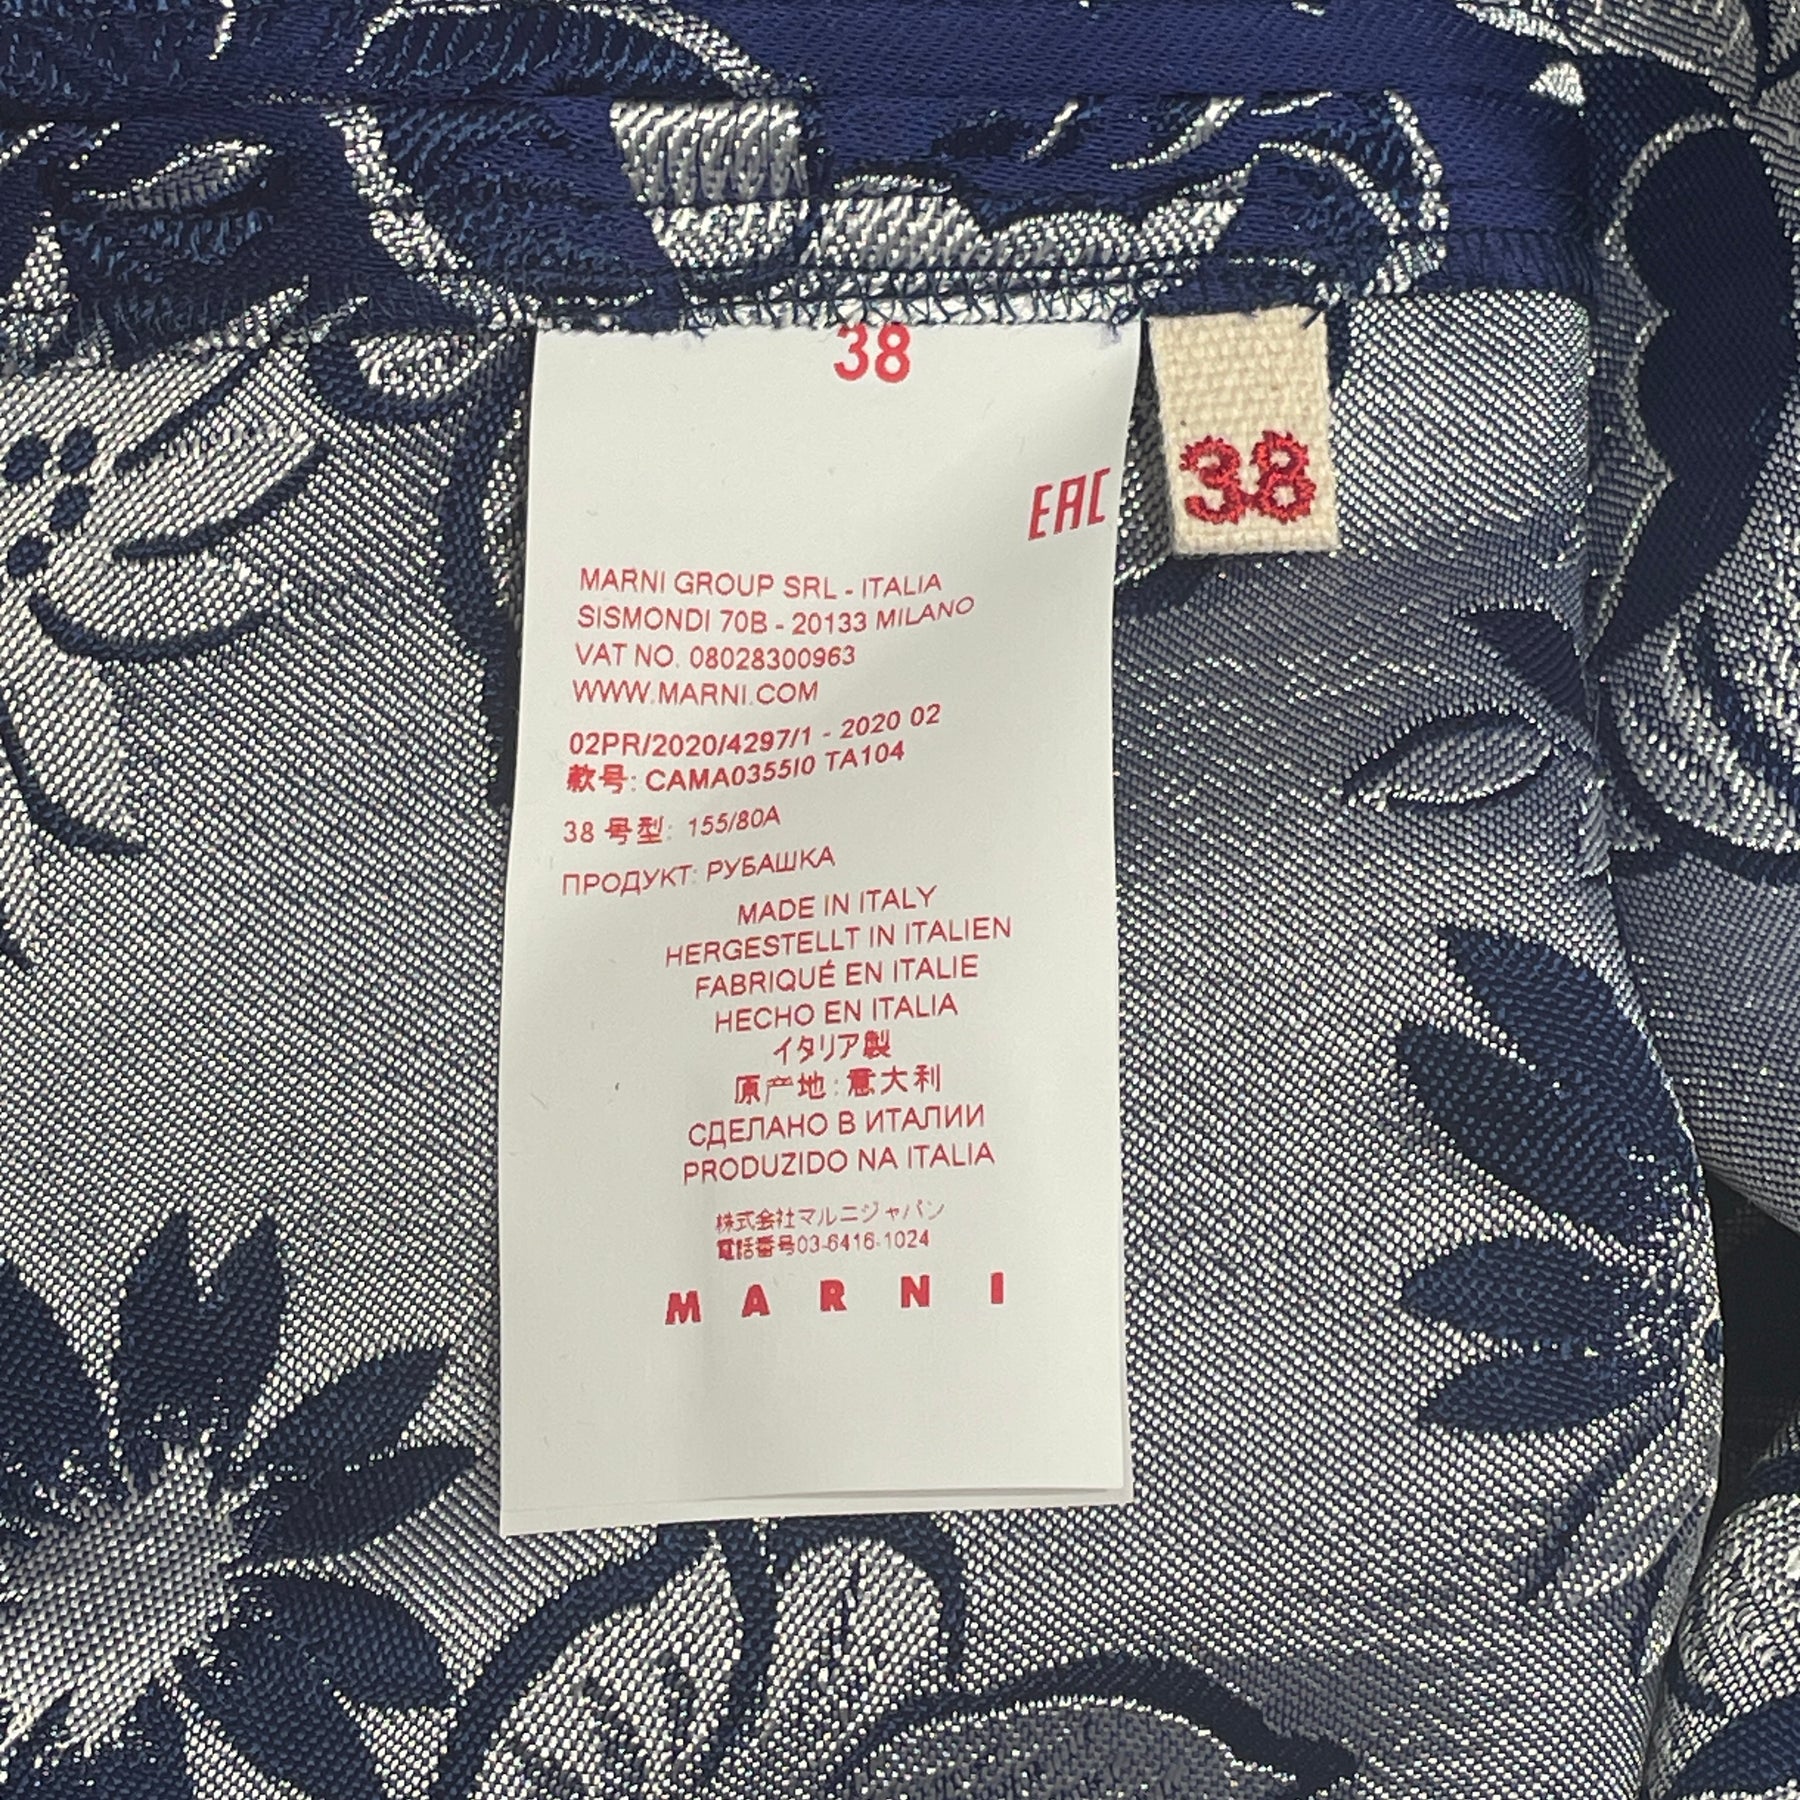 38
38
EAC
MARNI GROUP SRL - ITALIA
SISMONDI 70B - 20133 MILANO
VAT NO. 08028300963
WWW.MARNI.COM
02PR/2020/4297/1 - 2020 02
款号: CAMA0355I0 TA104
38 号型: 155/80A
ПРОДУКТ: РУБАШКА
MADE IN ITALY
HERGESTELLT IN ITALIEN
FABRIQUÉ EN ITALIE
HECHO EN ITALIA
イタリア製
原产地: 意大利
СДЕЛАНО В ИТАЛИИ
PRODUZIDO NA ITALIA
株式会社マルニジャパン
電話番号03-6416-1024
MARNI